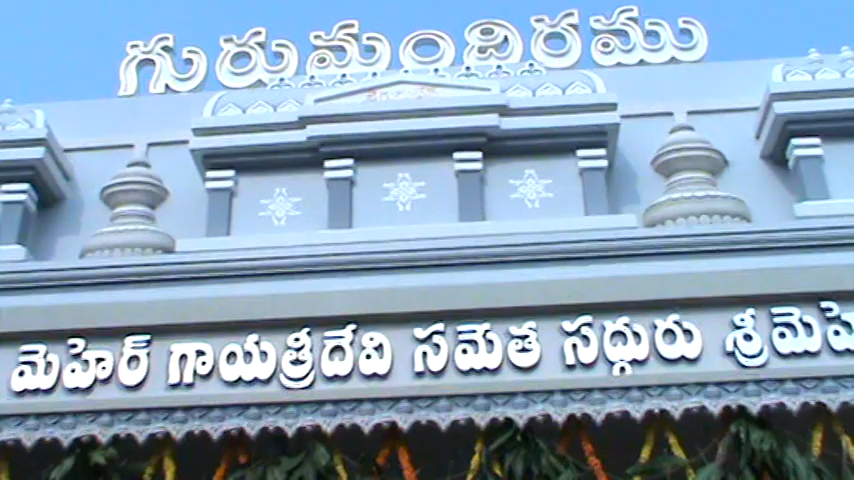 గురుమందిరము
మెహెర్ గాయత్రీదేవి సమేత సద్గురు శ్రీమెహె